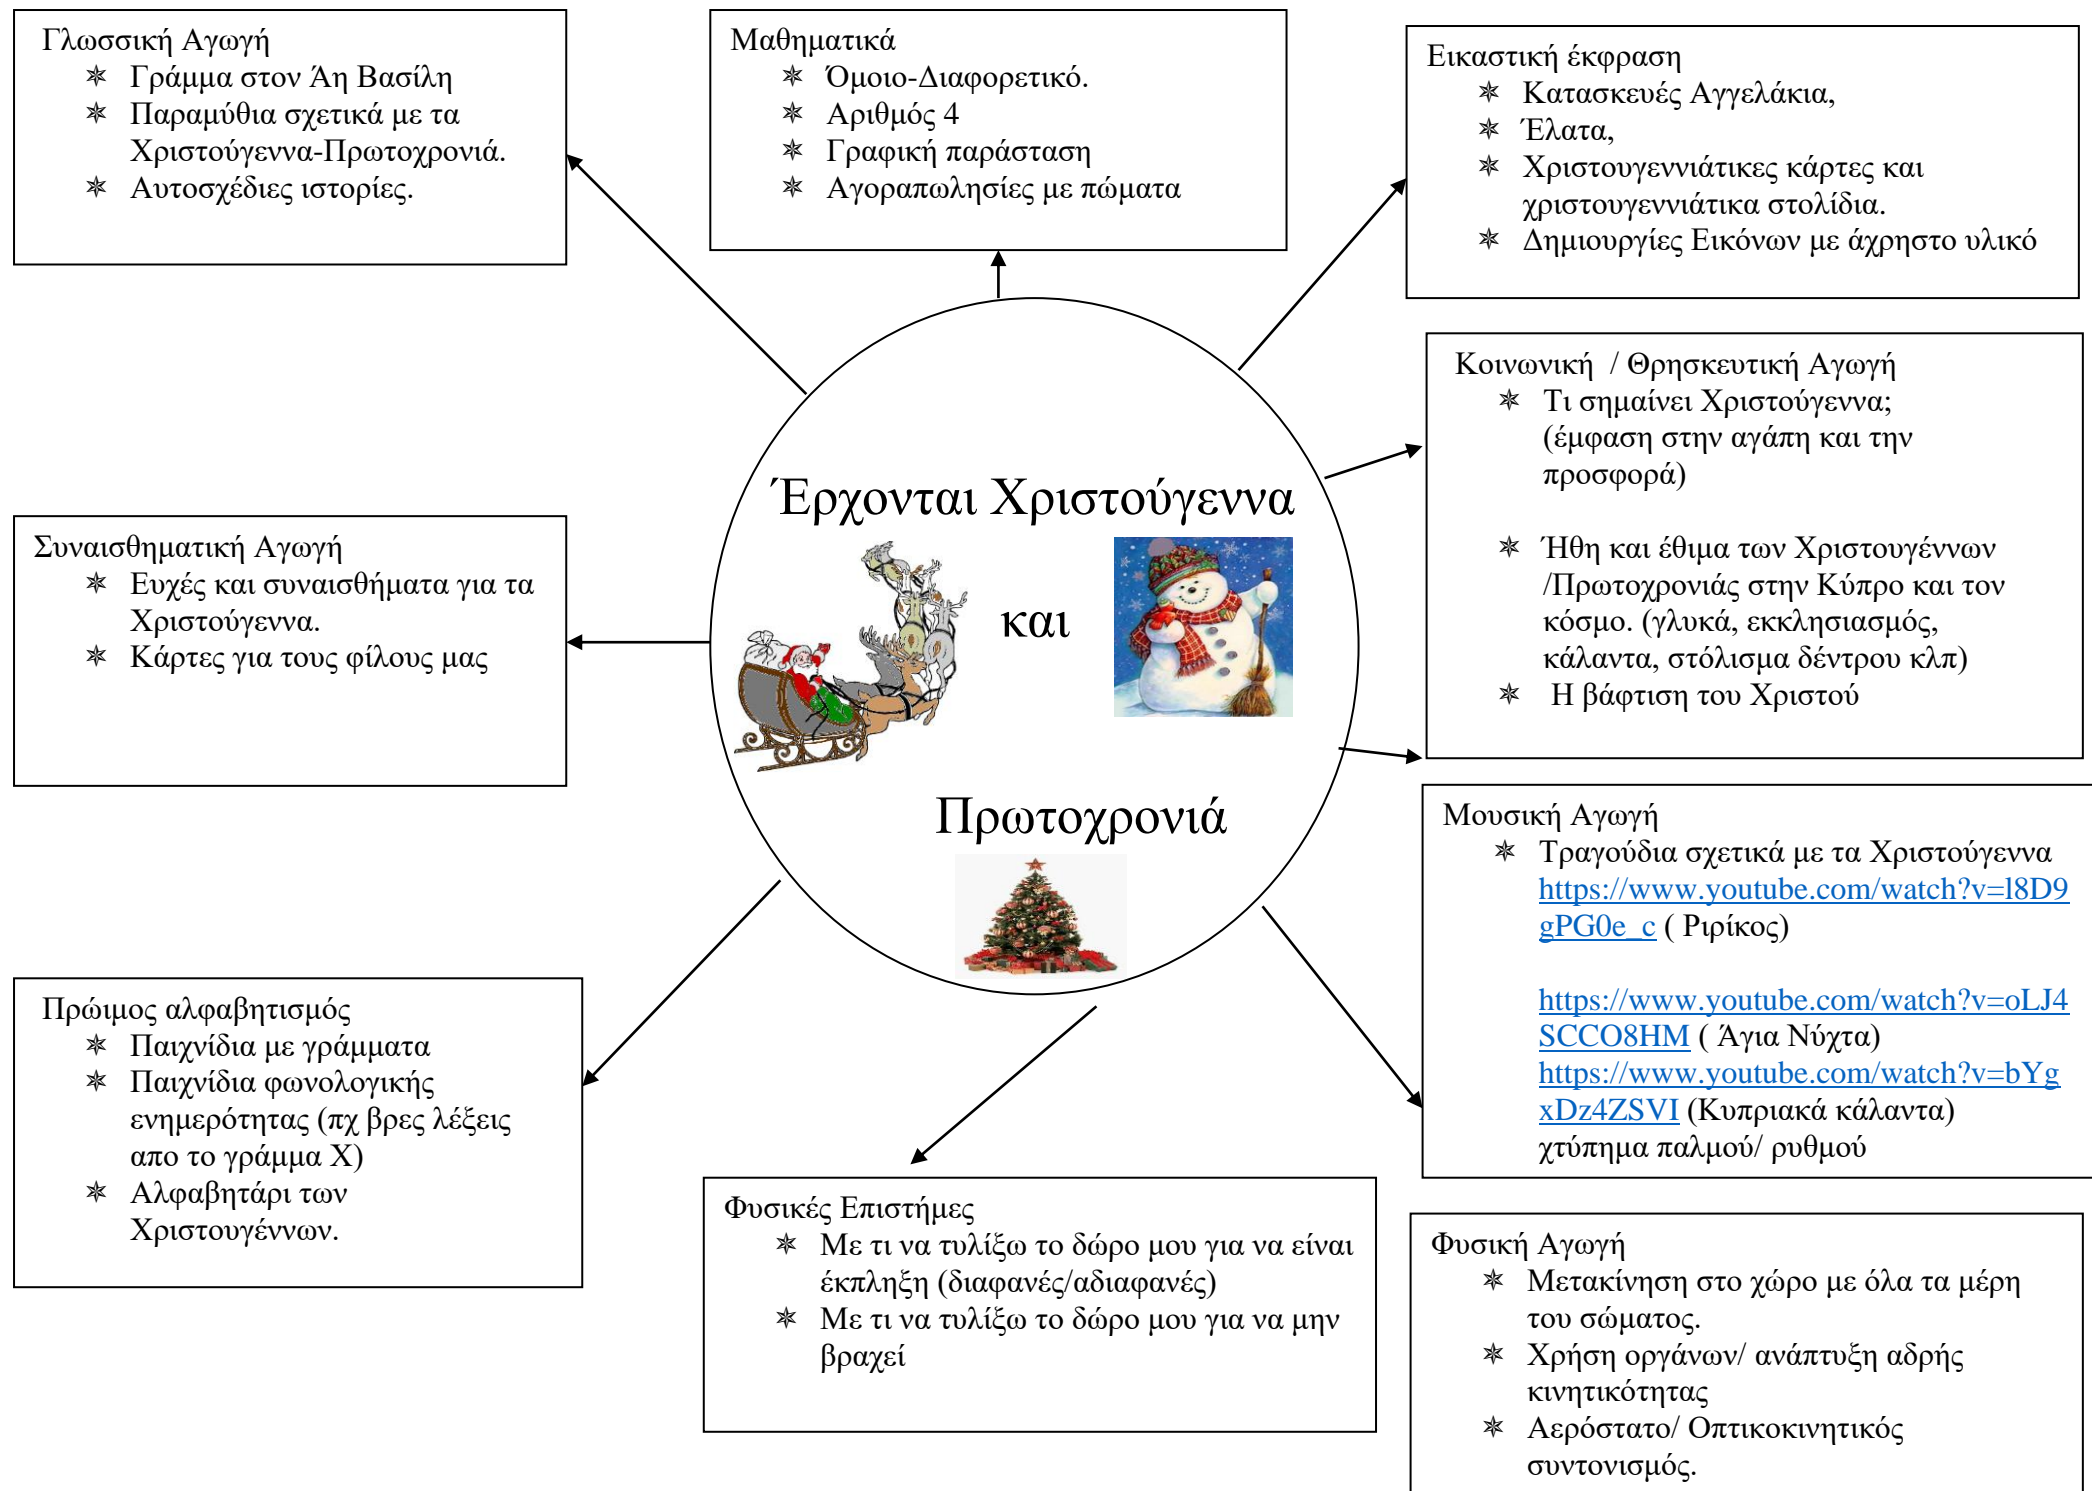 Γλωσσική Αγωγή
✵ Γράμμα στον Άη Βασίλη
✵ Παραμύθια σχετικά με τα
Χριστούγεννα-Πρωτοχρονιά.
✵ Αυτοσχέδιες ιστορίες.
Μαθηματικά
✵ Όμοιο-Διαφορετικό.
✵ Αριθμός 4
✵ Γραφική παράσταση
✵ Αγοραπωλησίες με πώματα
Εικαστική έκφραση
✵ Κατασκευές Αγγελάκια,
✵ Έλατα,
✵ Χριστουγεννιάτικες κάρτες και
χριστουγεννιάτικα στολίδια.
✵ Δημιουργίες Εικόνων με άχρηστο υλικό
Κοινωνική / Θρησκευτική Αγωγή
✵ Τι σημαίνει Χριστούγεννα;
(έμφαση στην αγάπη και την
προσφορά)
✵ Ήθη και έθιμα των Χριστουγέννων
/Πρωτοχρονιάς στην Κύπρο και τον
κόσμο. (γλυκά, εκκλησιασμός,
κάλαντα, στόλισμα δέντρου κλπ)
✵ Η βάφτιση του Χριστού
Έρχονται Χριστούγεννα
και
Πρωτοχρονιά
Συναισθηματική Αγωγή
✵ Ευχές και συναισθήματα για τα
Χριστούγεννα.
✵ Κάρτες για τους φίλους μας
Μουσική Αγωγή
✵ Τραγούδια σχετικά με τα Χριστούγεννα
https://www.youtube.com/watch?v=l8D9
gPG0e_c ( Ριρίκος)
https://www.youtube.com/watch?v=oLJ4
SCCO8HM ( Άγια Νύχτα)
https://www.youtube.com/watch?v=bYg
xDz4ZSVI (Κυπριακά κάλαντα)
χτύπημα παλμού/ ρυθμού
Πρώιμος αλφαβητισμός
✵ Παιχνίδια με γράμματα
✵ Παιχνίδια φωνολογικής
ενημερότητας (πχ βρες λέξεις
απο το γράμμα Χ)
✵ Αλφαβητάρι των
Χριστουγέννων.
Φυσικές Επιστήμες
✵ Με τι να τυλίξω το δώρο μου για να είναι
έκπληξη (διαφανές/αδιαφανές)
✵ Με τι να τυλίξω το δώρο μου για να μην
βραχεί
Φυσική Αγωγή
✵ Μετακίνηση στο χώρο με όλα τα μέρη
του σώματος.
✵ Χρήση οργάνων/ ανάπτυξη αδρής
κινητικότητας
✵ Αερόστατο/ Οπτικοκινητικός
συντονισμός.